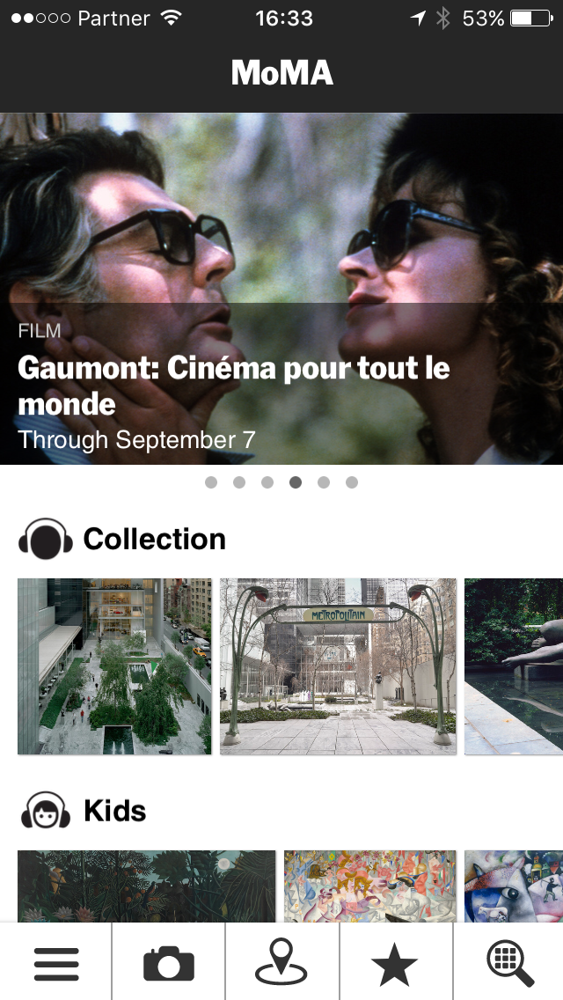 Partner 16:33 53%
MoMA
FILM
Gaumont: Cinéma pour tout le
monde
Through September 7
Collection
METROPOLITAIN
Kids